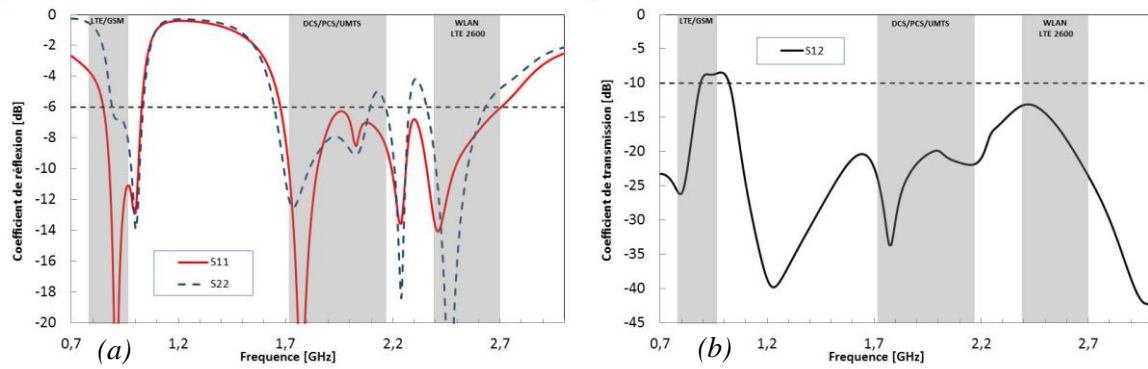 LTE/GSM
DCS/PCS/UMTS
WLAN
LTE 2600
Coefficient de réflexion [dB]
0
-2
-4
-6
-8
-10
-12
-14
-16
-18
-20
S11
S22
0,7
1,2
1,7
2,2
2,7
(a)
Frequence [GHz]
LTE/GSM
DCS/PCS/UMTS
WLAN
LTE 2600
S12
Coefficient de transmission [dB]
0
-5
-10
-15
-20
-25
-30
-35
-40
-45
0,7
1,2
1,7
2,2
2,7
(b)
Frequence [GHz]